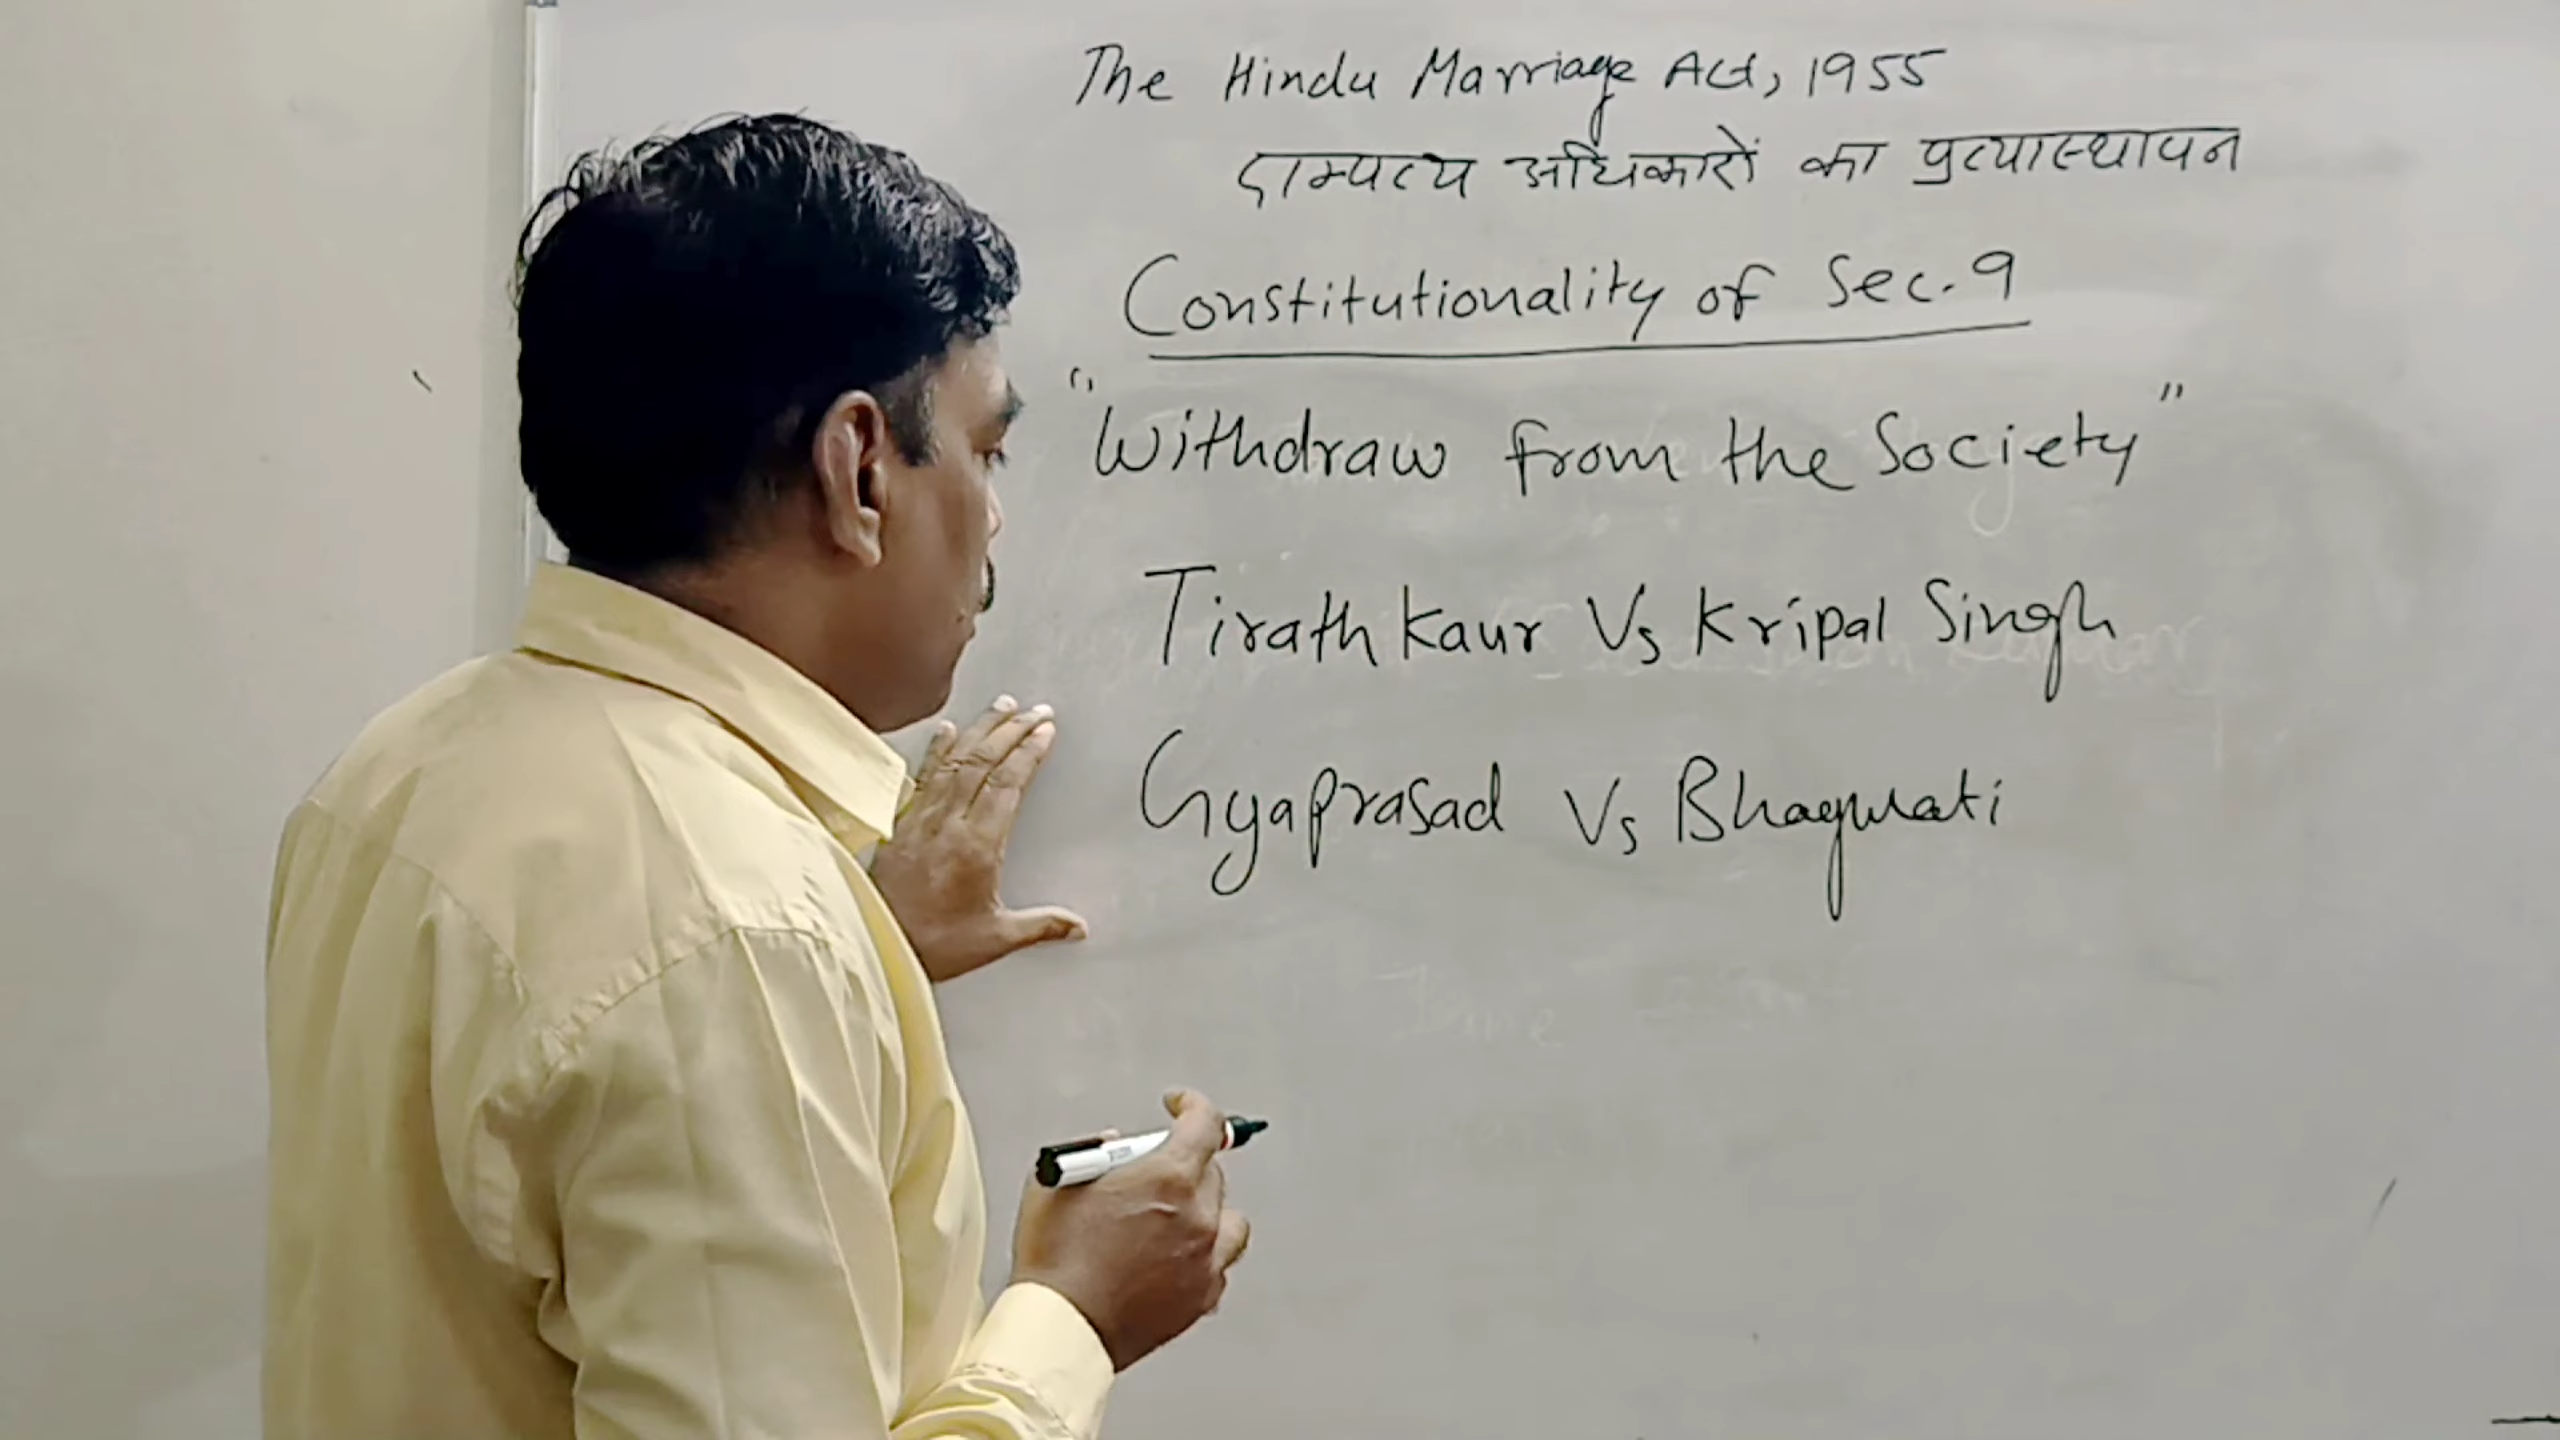 The Hindu Marriage Act, 1955
दाम्पत्य अधिकारों का प्रत्यास्थापन
Constitutionality of Sec. 9
"Withdraw from the Society"
Tirath Kaur Vs Kripal Singh
Gyaprasad Vs Bhagwati